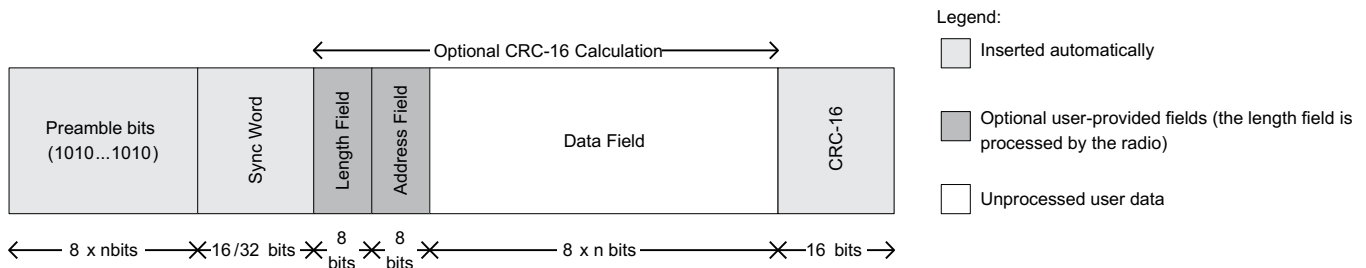 Legend:
Optional CRC-16 Calculation
Inserted automatically
Preamble bits
(1010...1010)
Sync Word
Length Field
Address Field
Data Field
CRC-16
Optional user-provided fields (the length field is
processed by the radio)
Unprocessed user data
8 x nbits
16/32 bits
8
bits
8
bits
8 x n bits
16 bits